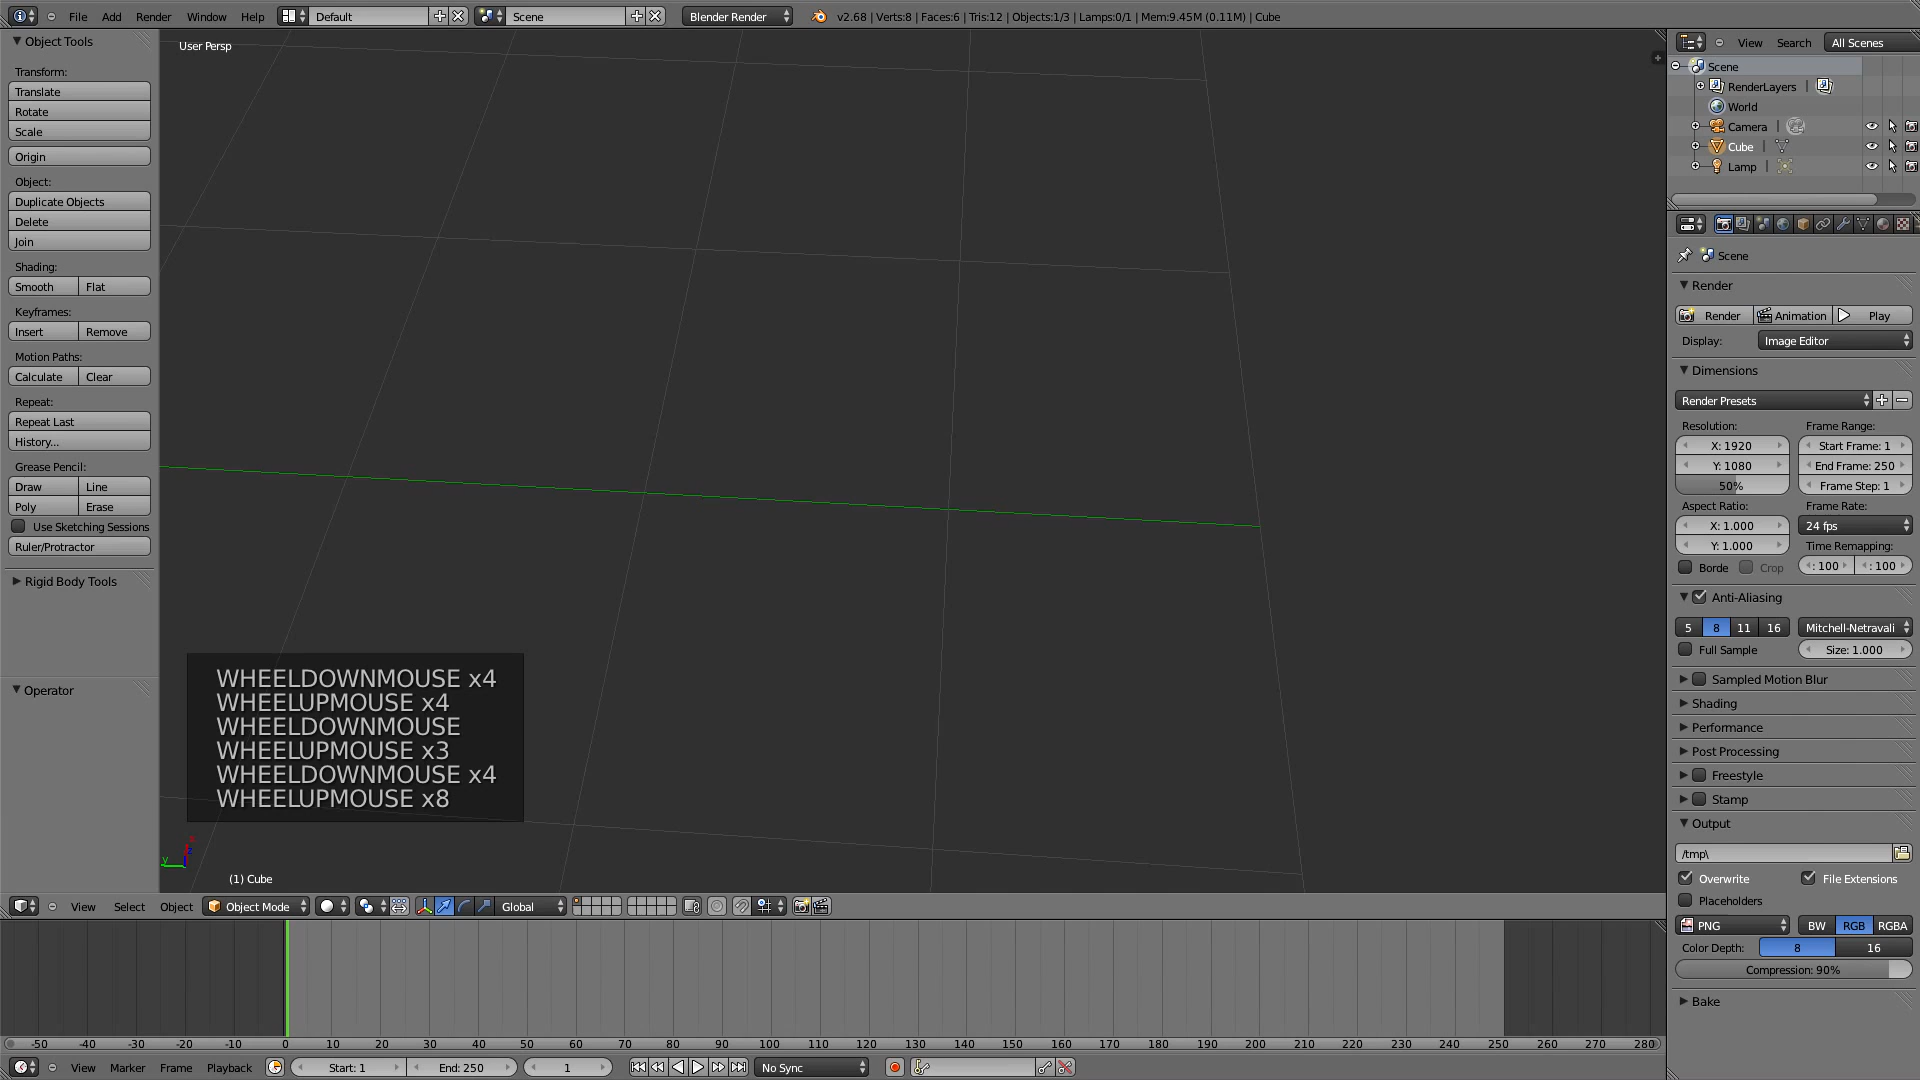 File Add Render Window Help Default Scene Blender Render v2.68 | Verts:8 | Faces:6 | Tris:12 | Objects:1/3 | Lamps:0/1 | Mem:9.45M (0.11M) | Cube
Object Tools
Transform:
Translate
Rotate
Scale
Origin
Object:
Duplicate Objects
Delete
Join
Shading:
Smooth Flat
Keyframes:
Insert Remove
Motion Paths:
Calculate Clear
Repeat:
Repeat Last
History...
Grease Pencil:
Draw Line
Poly Erase
Use Sketching Sessions
Ruler/Protractor
Rigid Body Tools
Operator
User Persp
WHEELDOWNMOUSE x4
WHEELUPMOUSE x4
WHEELDOWNMOUSE
WHEELUPMOUSE x3
WHEELDOWNMOUSE x4
WHEELUPMOUSE x8
y
(1) Cube
View Select Object Object Mode Global
-50 -40 -30 -20 -10 0 10 20 30 40 50 60 70 80 90 100 110 120 130 140 150 160 170 180 190 200 210 220 230 240 250 260 270 280
View Marker Frame Playback Start: 1 End: 250 1 No Sync
View Search All Scenes
Scene
RenderLayers |
World
Camera |
Cube |
Lamp |
Scene
Render
Render Animation Play
Display: Image Editor
Dimensions
Render Presets
Resolution: Frame Range:
X: 1920 Start Frame: 1
Y: 1080 End Frame: 250
50% Frame Step: 1
Aspect Ratio: Frame Rate:
X: 1.000 24 fps
Y: 1.000 Time Remapping:
Borde Crop : 100 : 100
Anti-Aliasing
5 8 11 16 Mitchell-Netravali
Full Sample Size: 1.000
Sampled Motion Blur
Shading
Performance
Post Processing
Freestyle
Stamp
Output
/tmp\
Overwrite File Extensions
Placeholders
PNG BW RGB RGBA
Color Depth: 8 16
Compression: 90%
Bake